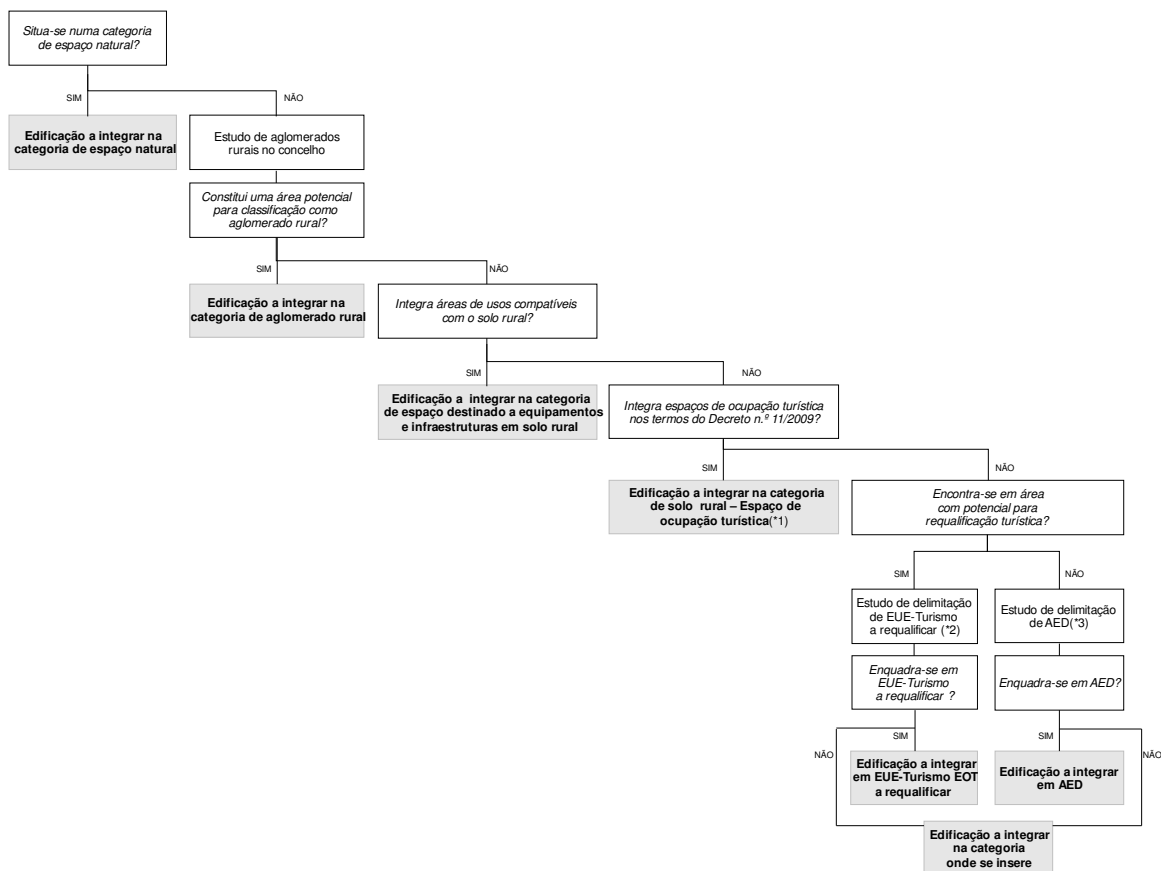 Situa-se numa categoria
de espaço natural?
SIM
NÃO
Edificação a integrar na
categoria de espaço natural
Estudo de aglomerados
rurais no concelho
Constitui uma área potencial
para classificação como
aglomerado rural?
SIM
NÃO
Edificação a integrar na
categoria de aglomerado rural
Integra áreas de usos compatíveis
com o solo rural?
SIM
NÃO
Edificação a integrar na categoria
de espaço destinado a equipamentos
e infraestruturas em solo rural
Integra espaços de ocupação turística
nos termos do Decreto n.º 11/2009?
SIM
NÃO
Edificação a integrar na categoria
de solo rural – Espaço de
ocupação turística(*1)
Encontra-se em área
com potencial para
requalificação turística?
SIM
NÃO
Estudo de delimitação
de EUE-Turismo
a requalificar (*2)
Estudo de delimitação
de AED(*3)
Enquadra-se em
EUE-Turismo
a requalificar ?
Enquadra-se em AED?
NÃO
SIM
SIM
NÃO
Edificação a integrar
em EUE-Turismo EOT
a requalificar
Edificação a integrar
em AED
Edificação a integrar
na categoria
onde se insere